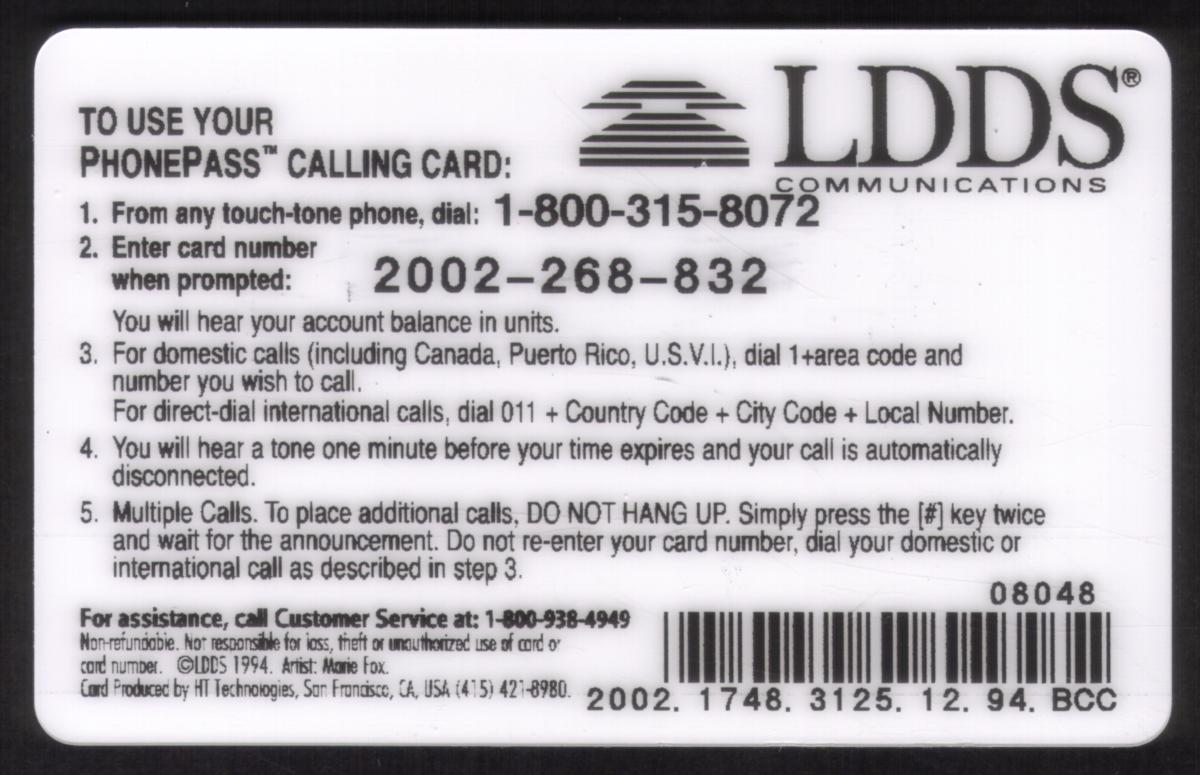 LDDS®
COMMUNICATIONS
TO USE YOUR
PHONEPASS™ CALLING CARD:
1. From any touch-tone phone, dial: 1-800-315-8072
2. Enter card number
when prompted: 2002-268-832
You will hear your account balance in units.
3. For domestic calls (including Canada, Puerto Rico, U.S.V.I.), dial 1+area code and
number you wish to call.
For direct-dial international calls, dial 011 + Country Code + City Code + Local Number.
4. You will hear a tone one minute before your time expires and your call is automatically
disconnected.
5. Multiple Calls. To place additional calls, DO NOT HANG UP. Simply press the [#] key twice
and wait for the announcement. Do not re-enter your card number, dial your domestic or
international call as described in step 3.
For assistance, call Customer Service at: 1-800-938-4949
Non-refundable. Not responsible for loss, theft or unauthorized use of card or
card number. ©LDDS 1994. Artist: Marie Fox.
Card Produced by HT Technologies, San Francisco, CA, USA (415) 421-8980.
08048
2002. 1748. 3125. 12. 94. BCC